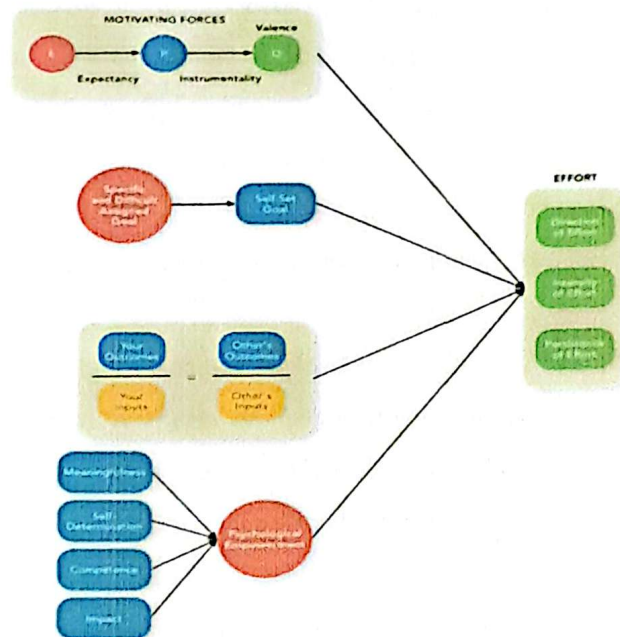 MOTIVATING FORCES
Valence
E
P
O
Expectancy
Instrumentality
Specific
and Difficult
Assigned
Goal
Self-Set
Goal
EFFORT
Direction
of Effort
Intensity
of Effort
Persistence
of Effort
Your
Outcomes
Other's
Outcomes
=
Your
Inputs
Other's
Inputs
Meaningfulness
Self-
Determination
Competence
Impact
Psychological
Empowerment